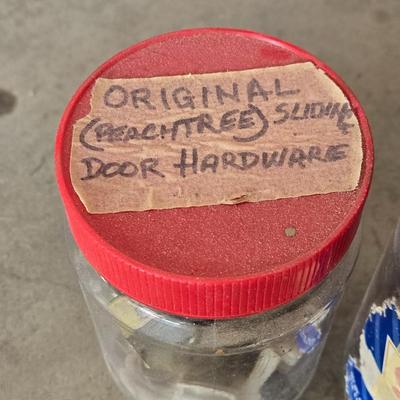 ORIGINAL
(PEACHTREE) SLIDING
DOOR HARDWARE